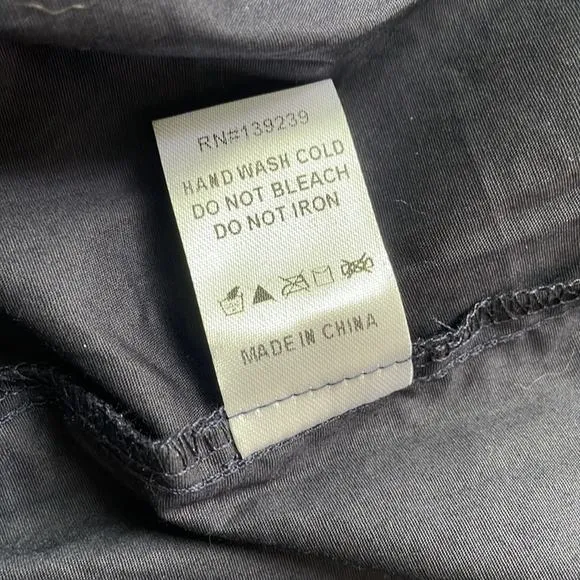 RN#139239
HAND WASH COLD
DO NOT BLEACH
DO NOT IRON
MADE IN CHINA